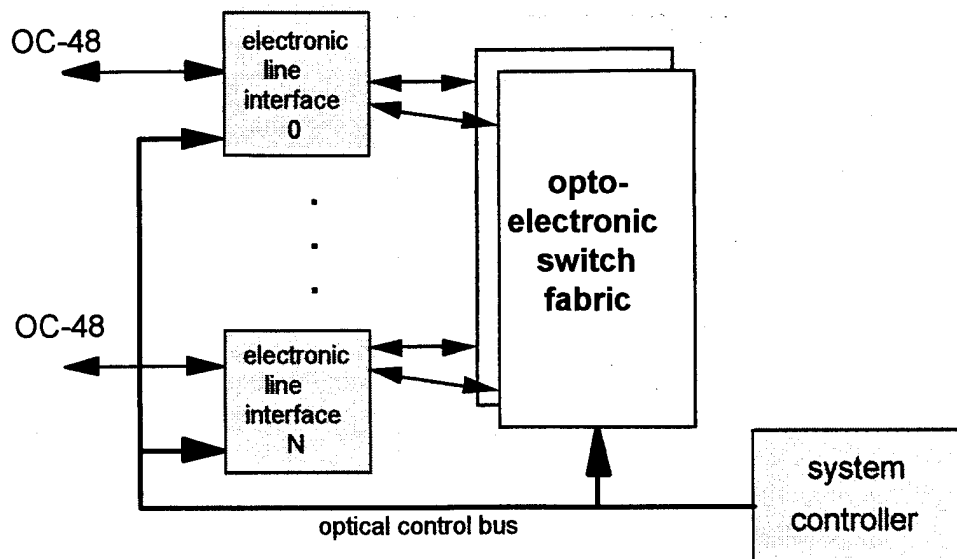 OC-48
electronic
line
interface
0
opto-
electronic
switch
fabric
OC-48
electronic
line
interface
N
optical control bus
system
controller